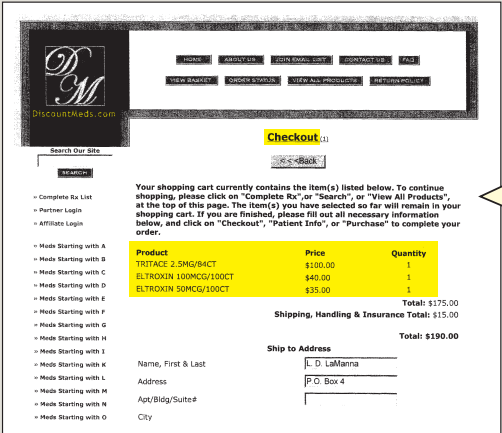 DM
DiscountMeds.com
HOME ABOUT US JOIN EMAIL LIST CONTACT US FAQ
VIEW BASKET ORDER STATUS VIEW ALL PRODUCTS RETURN POLICY
Checkout (1)
< < <Back
Search Our Site
SEARCH
» Complete Rx List
» Partner Login
» Affiliate Login
» Meds Starting with A
» Meds Starting with B
» Meds Starting with C
» Meds Starting with D
» Meds Starting with E
» Meds Starting with F
» Meds Starting with G
» Meds Starting with H
» Meds Starting with I
» Meds Starting with K
» Meds Starting with L
» Meds Starting with M
» Meds Starting with N
» Meds Starting with O
Your shopping cart currently contains the item(s) listed below. To continue
shopping, please click on "Complete Rx",or "Search", or "View All Products",
at the top of this page. The item(s) you have selected so far will remain in your
shopping cart. If you are finished, please fill out all necessary information
below, and click on "Checkout", "Patient Info", or "Purchase" to complete your
order.
Product Price Quantity
TRITACE 2.5MG/84CT $100.00 1
ELTROXIN 100MCG/100CT $40.00 1
ELTROXIN 50MCG/100CT $35.00 1
Total: $175.00
Shipping, Handling & Insurance Total: $15.00
Total: $190.00
Ship to Address
Name, First & Last L. D. LaManna
Address P.O. Box 4
Apt/Bldg/Suite#
City